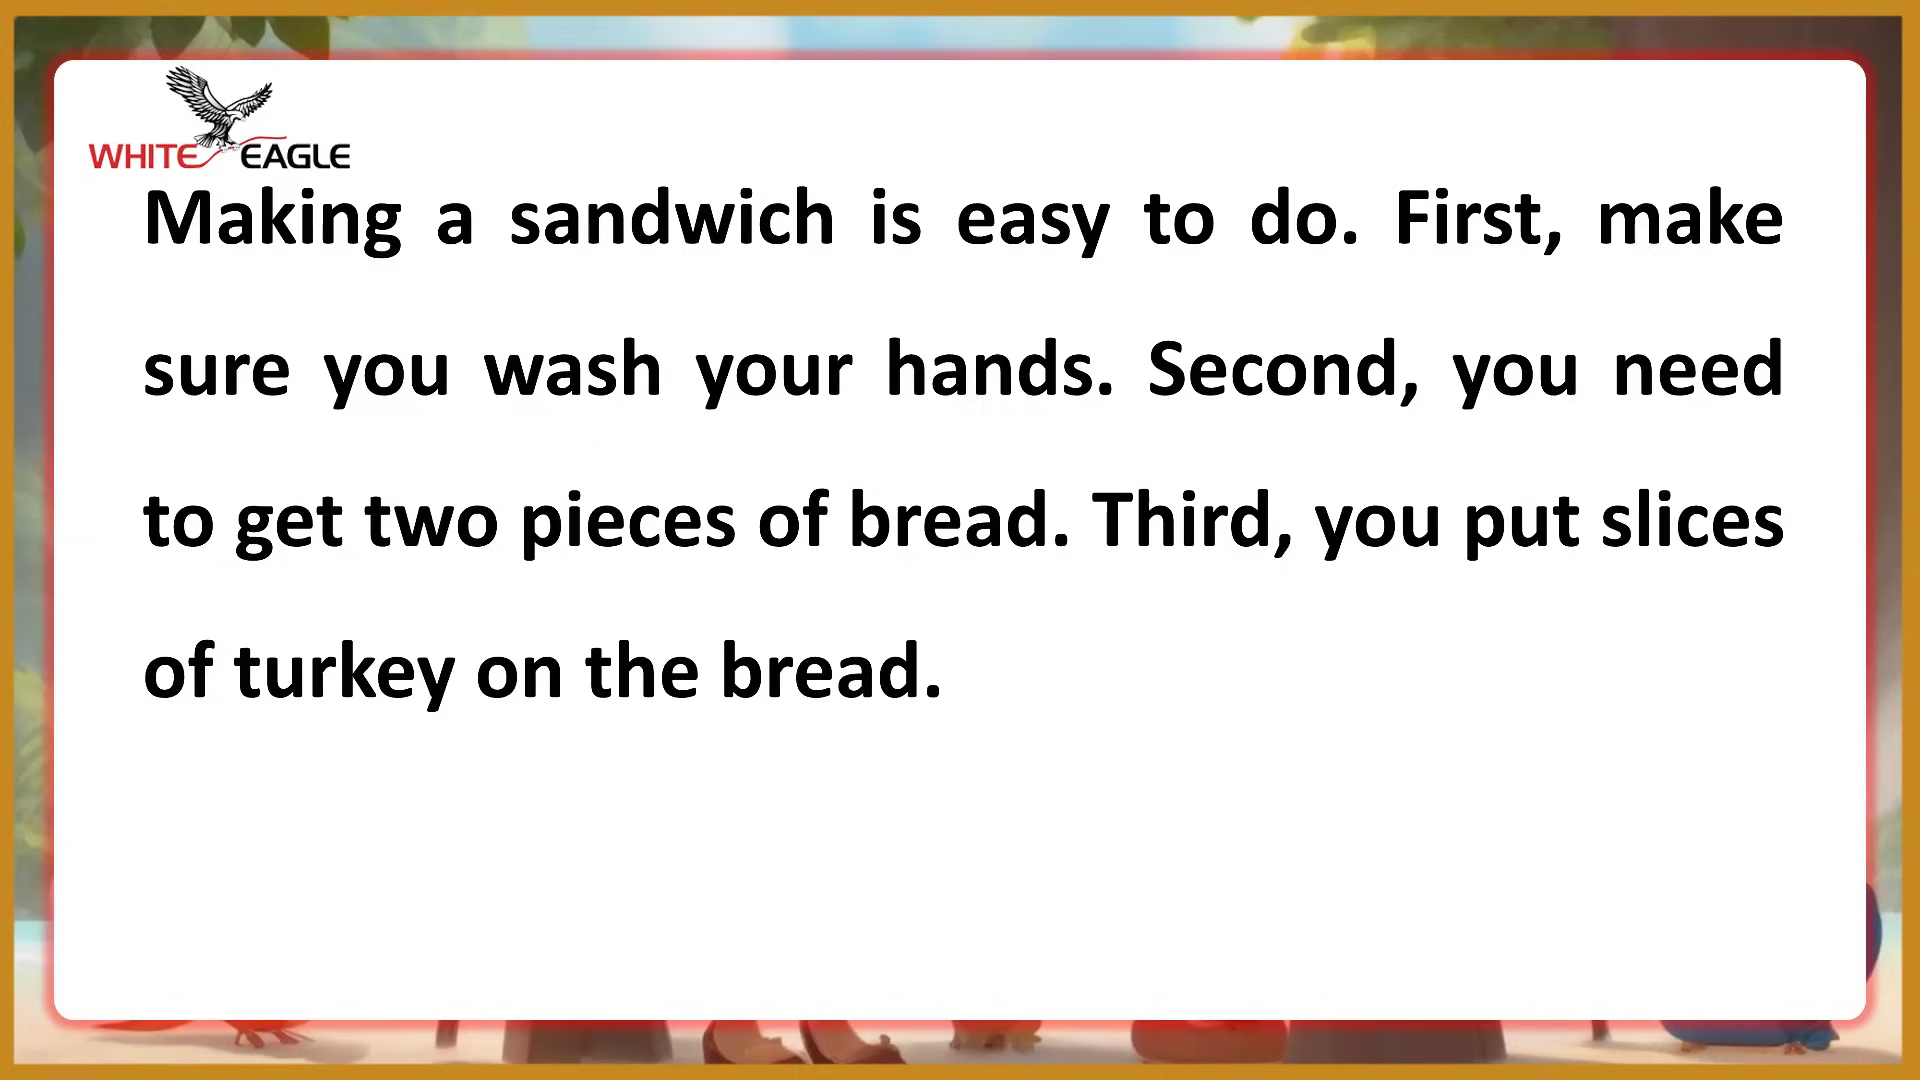 WHITE EAGLE
Making a sandwich is easy to do. First, make
sure you wash your hands. Second, you need
to get two pieces of bread. Third, you put slices
of turkey on the bread.